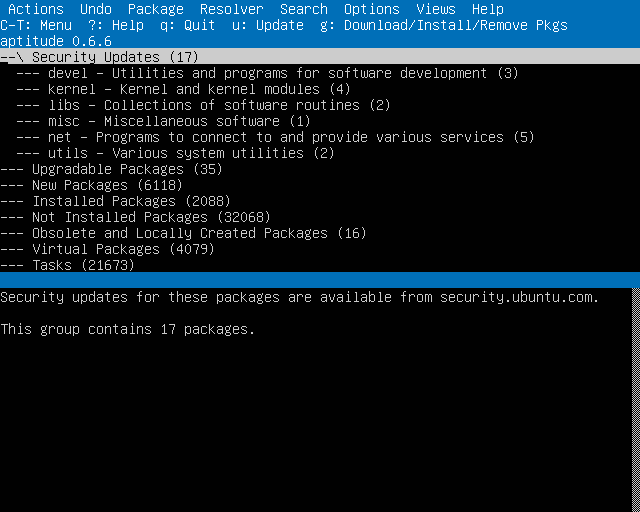 Actions  Undo  Package  Resolver  Search  Options  Views  Help
C-T: Menu  ?: Help  q: Quit  u: Update  g: Download/Install/Remove Pkgs
aptitude 0.6.6
--\ Security Updates (17)
  --- devel - Utilities and programs for software development (3)
  --- kernel - Kernel and kernel modules (4)
  --- libs - Collections of software routines (2)
  --- misc - Miscellaneous software (1)
  --- net - Programs to connect to and provide various services (5)
  --- utils - Various system utilities (2)
--- Upgradable Packages (35)
--- New Packages (6118)
--- Installed Packages (2088)
--- Not Installed Packages (32068)
--- Obsolete and Locally Created Packages (16)
--- Virtual Packages (4079)
--- Tasks (21673)
Security updates for these packages are available from security.ubuntu.com.
This group contains 17 packages.